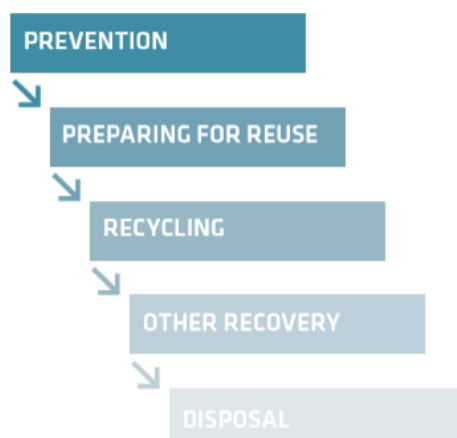 PREVENTION
PREPARING FOR REUSE
RECYCLING
OTHER RECOVERY
DISPOSAL